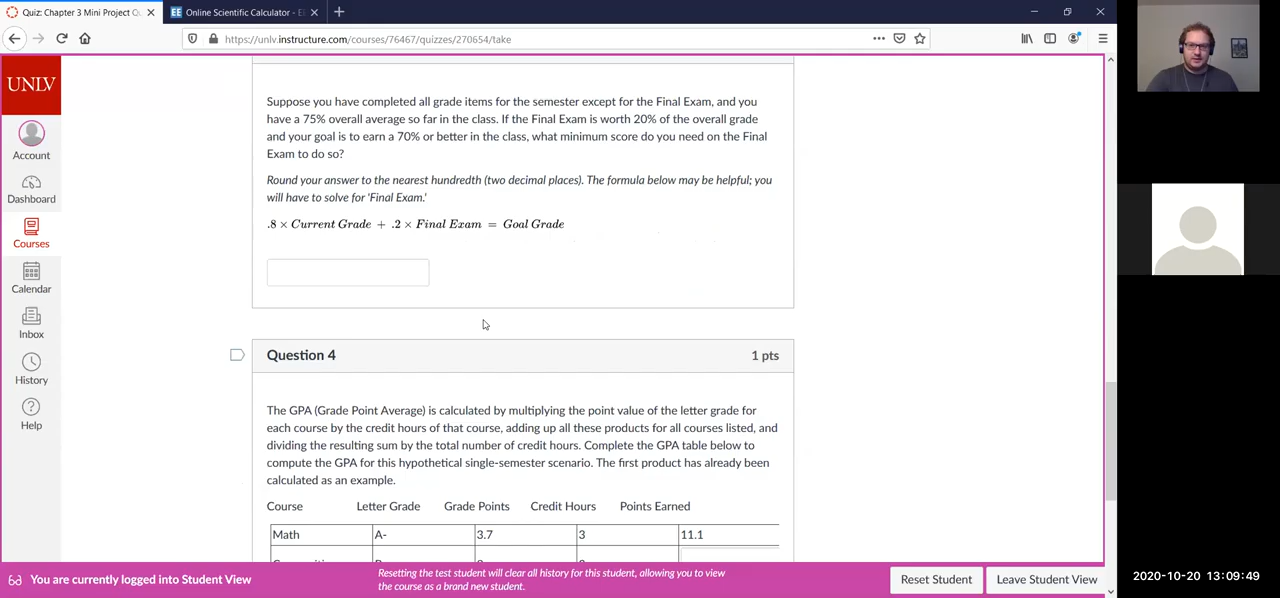 Quiz: Chapter 3 Mini Project Qu
Online Scientific Calculator - E
https://unlv.instructure.com/courses/76467/quizzes/270654/take
UNLV
Account
Dashboard
Courses
Calendar
Inbox
History
Help
Suppose you have completed all grade items for the semester except for the Final Exam, and you
have a 75% overall average so far in the class. If the Final Exam is worth 20% of the overall grade
and your goal is to earn a 70% or better in the class, what minimum score do you need on the Final
Exam to do so?
Round your answer to the nearest hundredth (two decimal places). The formula below may be helpful; you
will have to solve for 'Final Exam.'
.8 × Current Grade + .2 × Final Exam = Goal Grade
Question 4 1 pts
The GPA (Grade Point Average) is calculated by multiplying the point value of the letter grade for
each course by the credit hours of that course, adding up all these products for all courses listed, and
dividing the resulting sum by the total number of credit hours. Complete the GPA table below to
compute the GPA for this hypothetical single-semester scenario. The first product has already been
calculated as an example.
Course Letter Grade Grade Points Credit Hours Points Earned
Math A- 3.7 3 11.1
You are currently logged into Student View
Resetting the test student will clear all history for this student, allowing you to view
the course as a brand new student.
Reset Student
Leave Student View
2020-10-20 13:09:49